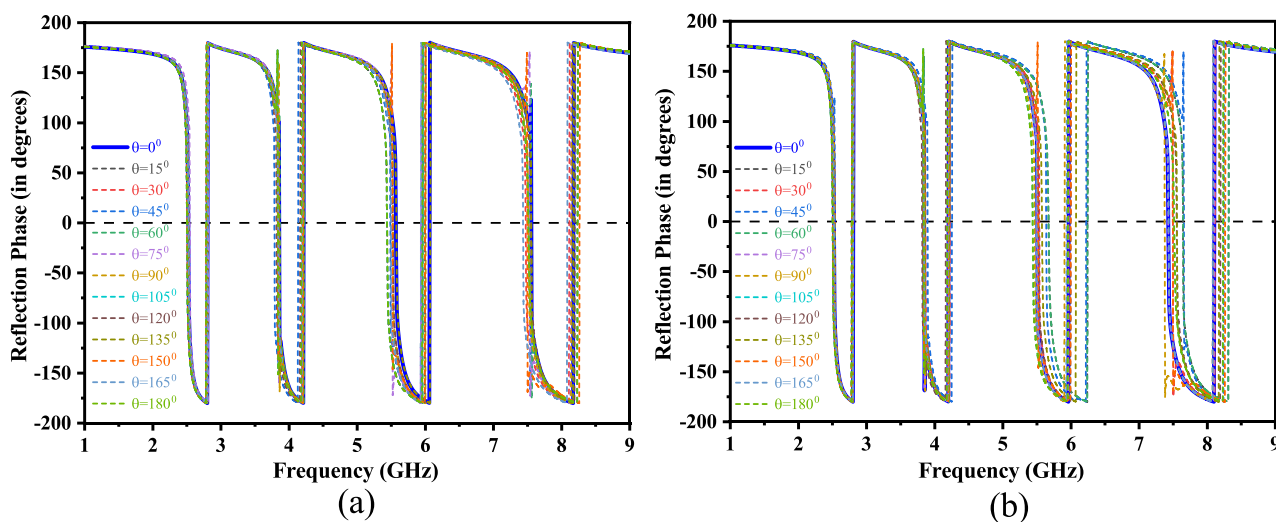 200
150
100
50
0
-50
-100
-150
-200
Reflection Phase (in degrees)
θ=0⁰
θ=15⁰
θ=30⁰
θ=45⁰
θ=60⁰
θ=75⁰
θ=90⁰
θ=105⁰
θ=120⁰
θ=135⁰
θ=150⁰
θ=165⁰
θ=180⁰
1 2 3 4 5 6 7 8 9
Frequency (GHz)
(a)
200
150
100
50
0
-50
-100
-150
-200
Reflection Phase (in degrees)
θ=0⁰
θ=15⁰
θ=30⁰
θ=45⁰
θ=60⁰
θ=75⁰
θ=90⁰
θ=105⁰
θ=120⁰
θ=135⁰
θ=150⁰
θ=165⁰
θ=180⁰
1 2 3 4 5 6 7 8 9
Frequency (GHz)
(b)